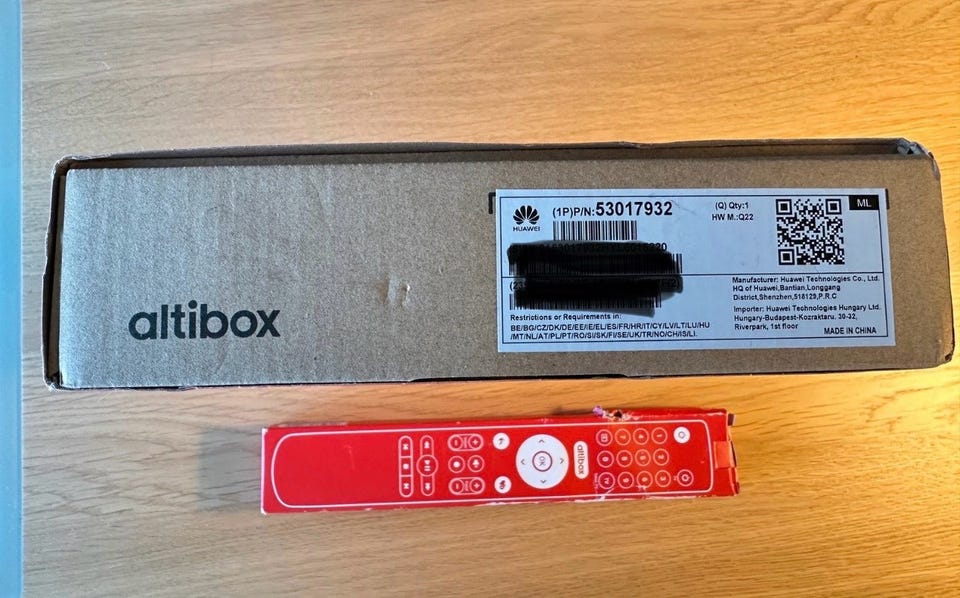 altibox
HUAWEI
(1P)P/N:53017932
(Q) Qty:1
HW M.:Q22
ML
Restrictions or Requirements in:
BE/BG/CZ/DK/DE/EE/IE/EL/ES/FR/HR/IT/CY/LV/LT/LU/HU
/MT/NL/AT/PL/PT/RO/SI/SK/FI/SE/UK/TR/NO/CH/IS/LI.
Manufacturer: Huawei Technologies Co., Ltd.
HQ of Huawei,Bantian,Longgang
District,Shenzhen,518129,P.R.C
Importer: Huawei Technologies Hungary Ltd.
Hungary-Budapest-Kozraktaru. 30-32,
Riverpark, 1st floor
MADE IN CHINA
OK
altibox